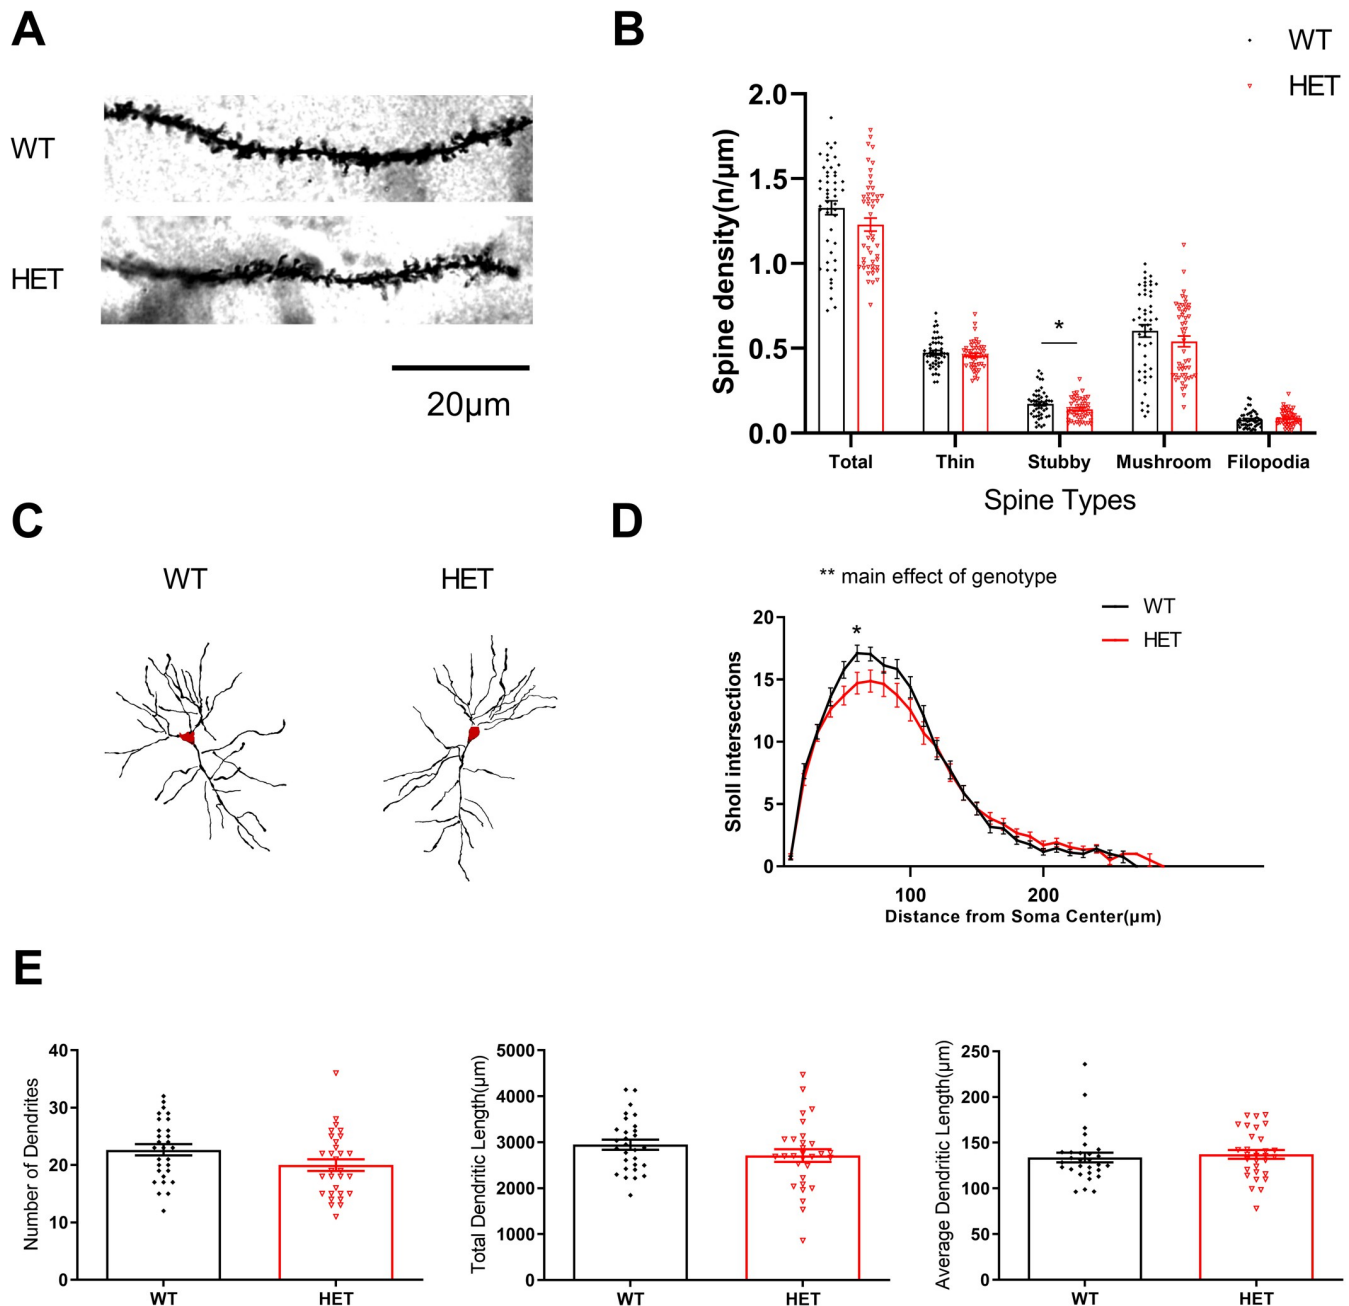 A
WT
HET
20μm
B
WT
HET
Spine density(n/μm)
2.0
1.5
1.0
0.5
0.0
*
Total Thin Stubby Mushroom Filopodia
Spine Types
C
WT HET
D
** main effect of genotype
WT
HET
*
Sholl intersections
20
15
10
5
0
100 200
Distance from Soma Center(μm)
E
Number of Dendrites
40
30
20
10
0
WT HET
Total Dendritic Length(μm)
5000
4000
3000
2000
1000
0
WT HET
Average Dendritic Length(μm)
250
200
150
100
50
0
WT HET